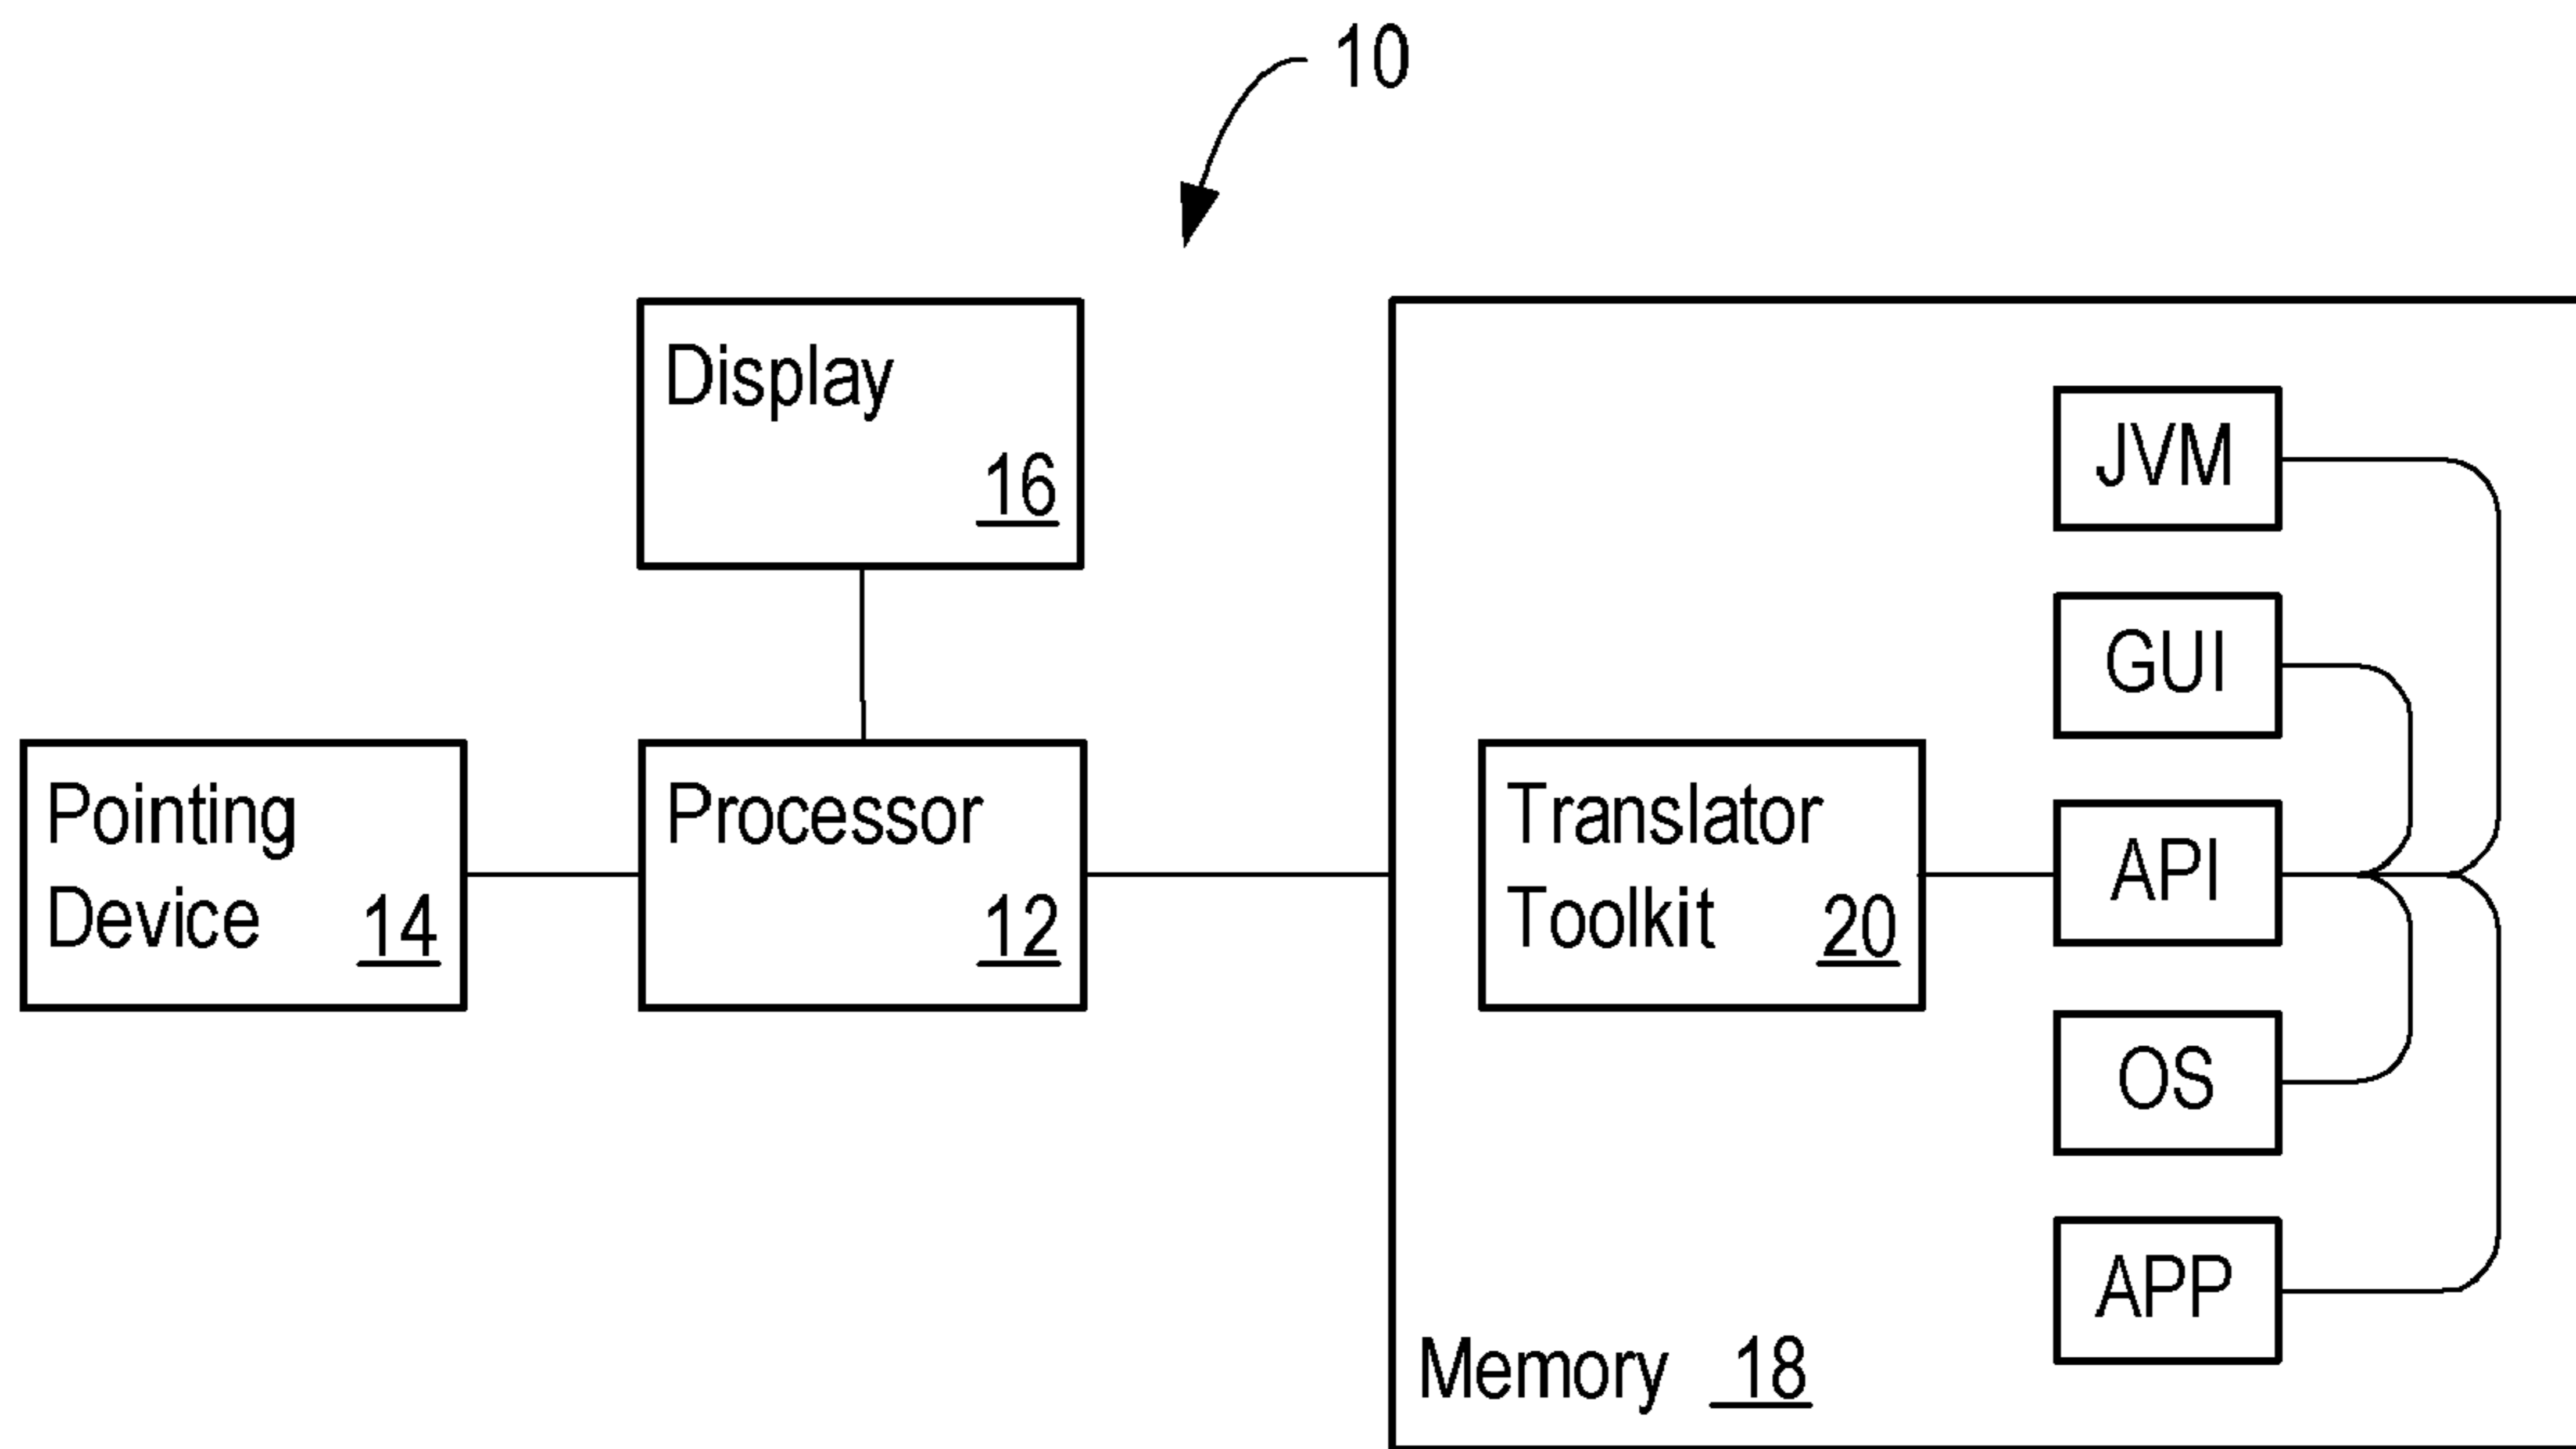 10
Display
16
JVM
GUI
Pointing
Device 14
Processor
12
Translator
Toolkit 20
API
OS
APP
Memory 18